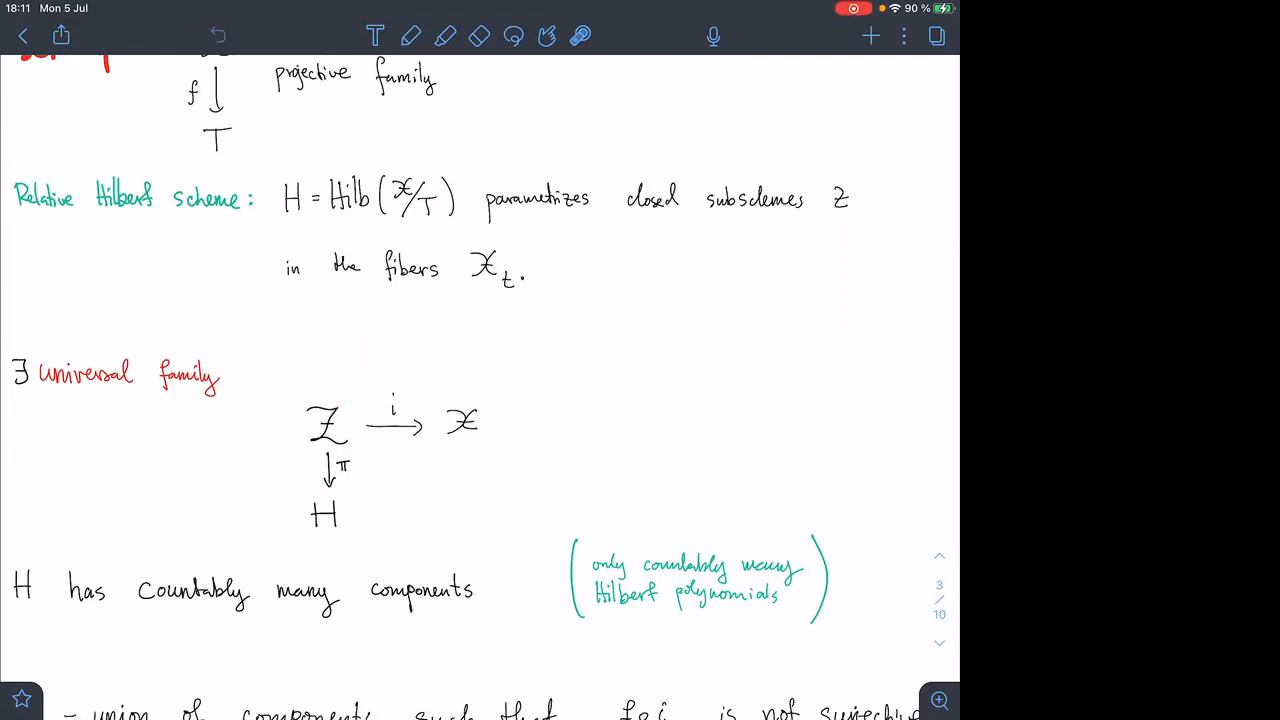 18:11 Mon 5 Jul
90 %
f
projective family
T
Relative Hilbert scheme: H = Hilb(𝒳/T) parametrizes closed subschemes Z
in the fibers 𝒳_t.
∃ universal family
𝒵 i 𝒳
π
H
H has countably many components
(only countably many
Hilbert polynomials)
3
/
10
= union of components such that f∘i is not surjective